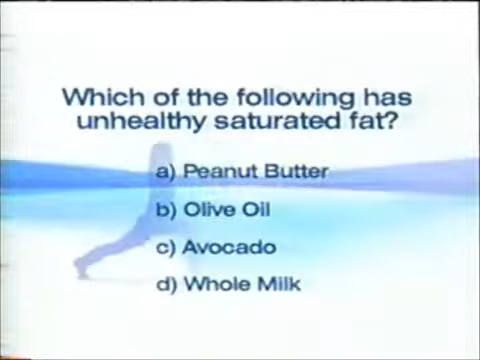 Which of the following has
unhealthy saturated fat?
a) Peanut Butter
b) Olive Oil
c) Avocado
d) Whole Milk